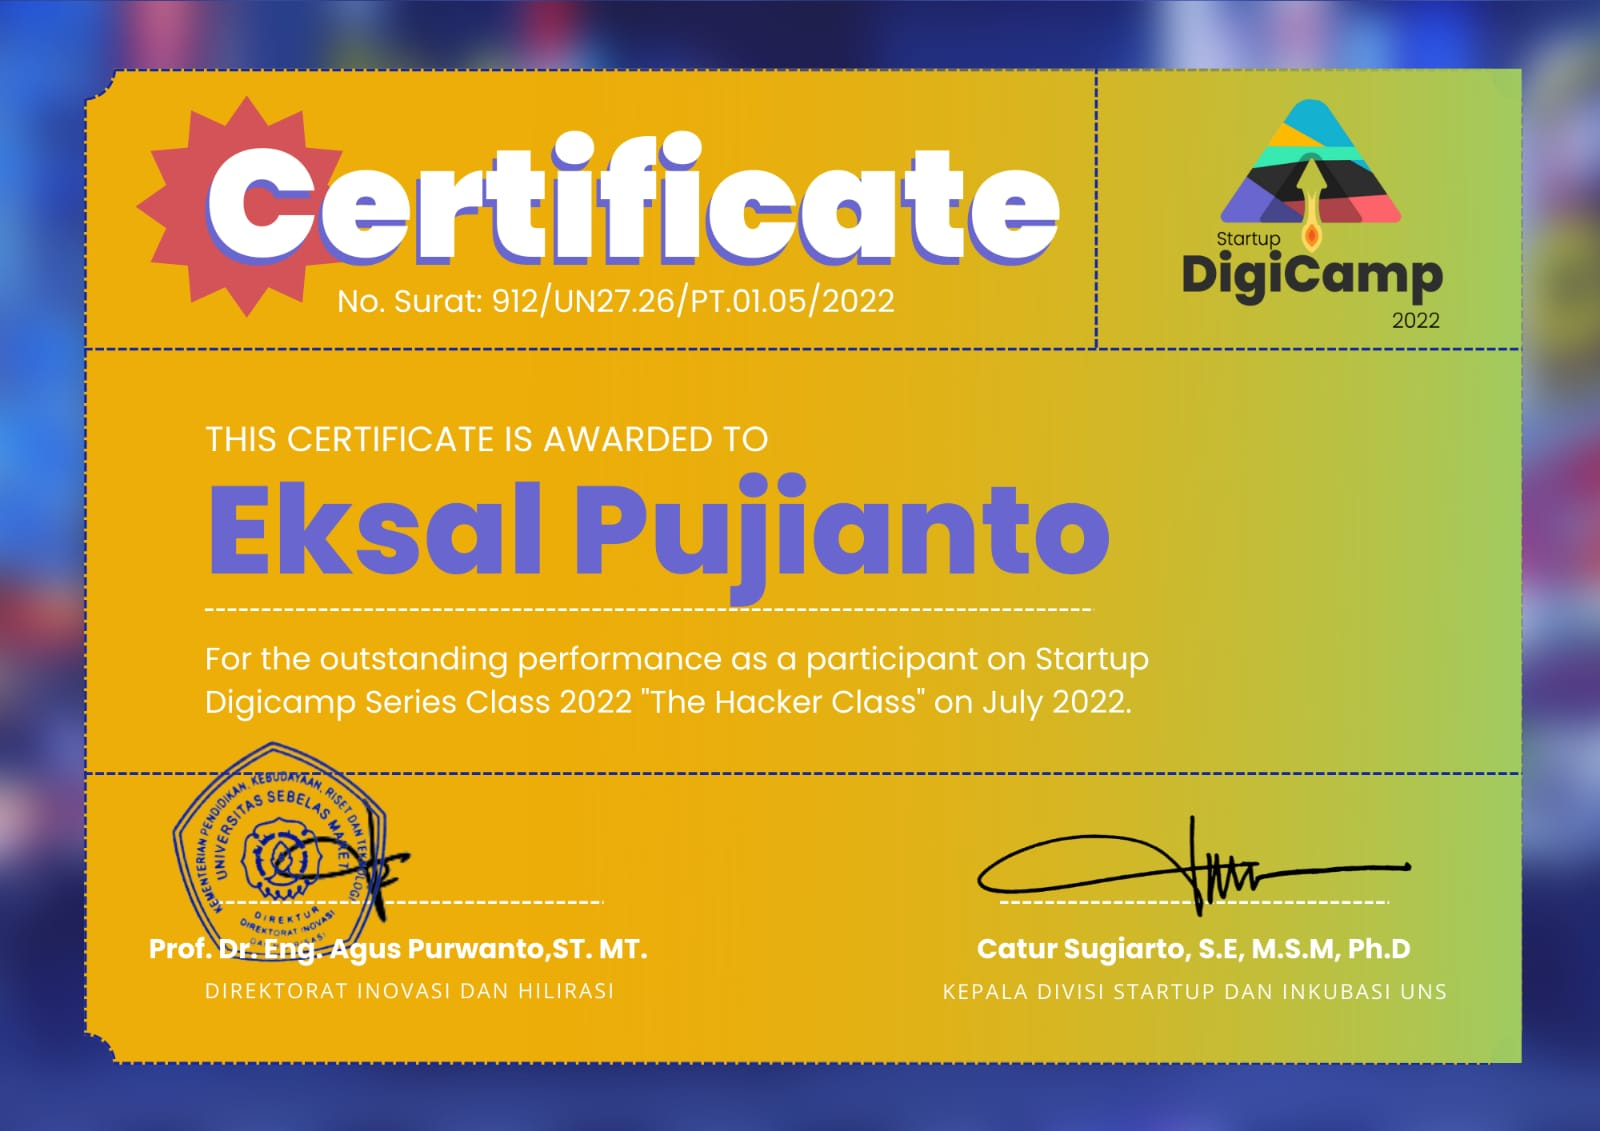 Certificate
No. Surat: 912/UN27.26/PT.01.05/2022
Startup
DigiCamp
2022
THIS CERTIFICATE IS AWARDED TO
Eksal Pujianto
For the outstanding performance as a participant on Startup
Digicamp Series Class 2022 "The Hacker Class" on July 2022.
KEMENTERIAN PENDIDIKAN, KEBUDAYAAN, RISET DAN TEKNOLOGI
UNIVERSITAS SEBELAS MARET
DIREKTUR
DIREKTORAT INOVASI
Prof. Dr. Eng. Agus Purwanto,ST. MT.
DIREKTORAT INOVASI DAN HILIRASI
Catur Sugiarto, S.E, M.S.M, Ph.D
KEPALA DIVISI STARTUP DAN INKUBASI UNS